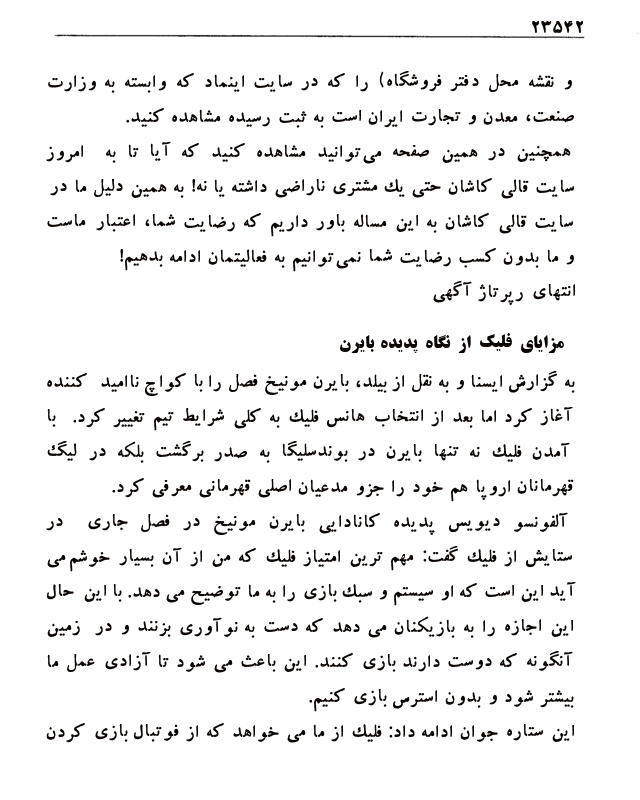 ۲۳۵۴۲
و نقشه محل دفتر فروشگاه) را که در سایت اینماد که وابسته به وزارت
صنعت، معدن و تجارت ایران است به ثبت رسیده مشاهده کنید.
همچنین در همین صفحه می‌توانید مشاهده کنید که آیا تا به امروز
سایت قالی کاشان حتی یك مشتری ناراضی داشته یا نه! به همین دلیل ما در
سایت قالی کاشان به این مساله باور داریم که رضایت شما، اعتبار ماست
و ما بدون کسب رضایت شما نمی‌توانیم به فعالیتمان ادامه بدهیم!
انتهای رپرتاژ آگهی
مزایای فلیک از نگاه پدیده بایرن
به گزارش ایسنا و به نقل از بیلد، بایرن مونیخ فصل را با کواچ ناامید کننده
آغاز کرد اما بعد از انتخاب هانس فلیك به کلی شرایط تیم تغییر کرد. با
آمدن فلیك نه تنها بایرن در بوندسلیگا به صدر برگشت بلکه در لیگ
قهرمانان اروپا هم خود را جزو مدعیان اصلی قهرمانی معرفی کرد.
آلفونسو دیویس پدیده کانادایی بایرن مونیخ در فصل جاری در
ستایش از فلیك گفت: مهم ترین امتیاز فلیك که من از آن بسیار خوشم می
آید این است که او سیستم و سبك بازی را به ما توضیح می دهد. با این حال
این اجازه را به بازیکنان می دهد که دست به نوآوری بزنند و در زمین
آنگونه که دوست دارند بازی کنند. این باعث می شود تا آزادی عمل ما
بیشتر شود و بدون استرس بازی کنیم.
این ستاره جوان ادامه داد: فلیك از ما می خواهد که از فوتبال بازی کردن